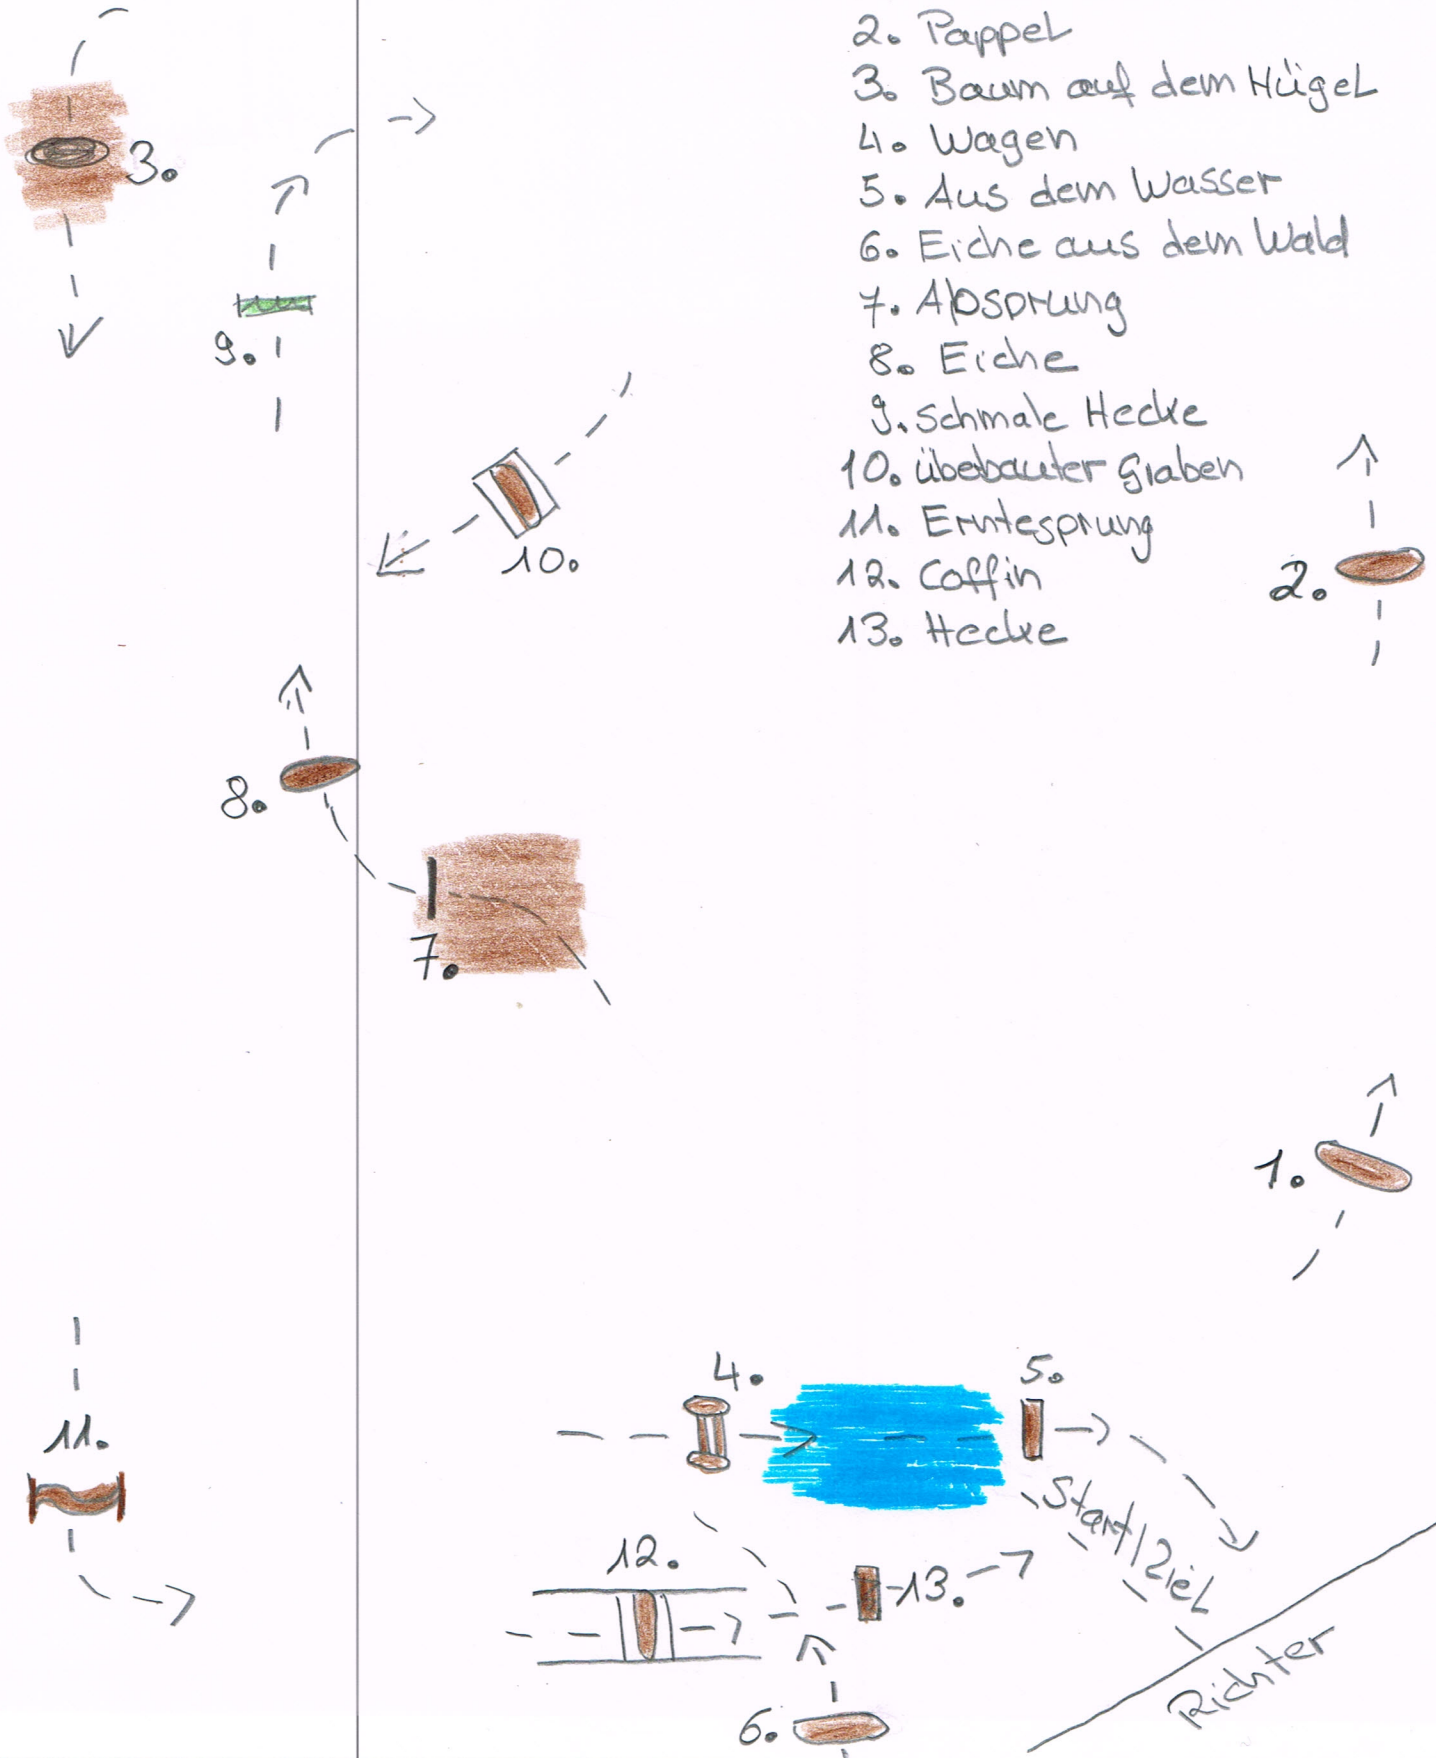 2. Pappel
3. Baum auf dem Hügel
4. Wagen
5. Aus dem Wasser
6. Eiche aus dem Wald
7. Absprung
8. Eiche
9. Schmale Hecke
10. übebauter Graben
11. Erntesprung
12. Coffin
13. Hecke
3.
9.
10.
2.
8.
7.
1.
4.
5.
11.
Start/Ziel
12.
13.
Richter
6.